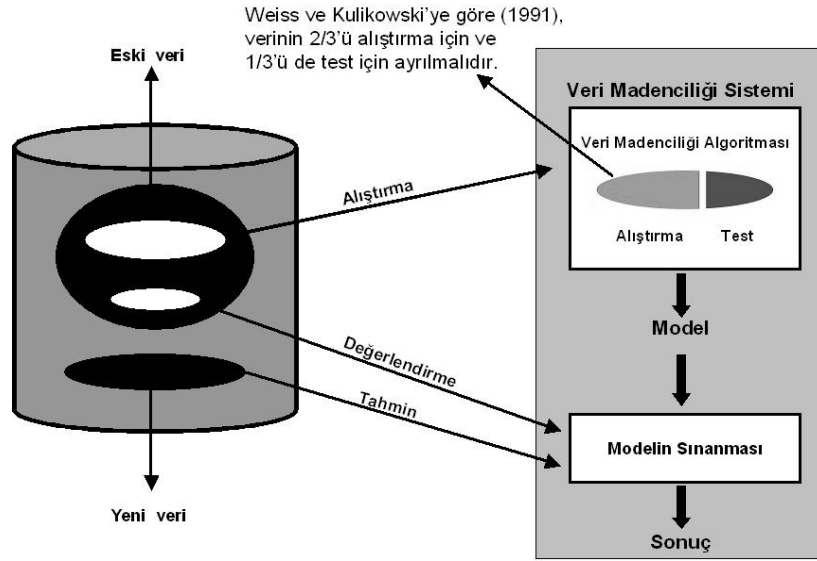 Weiss ve Kulikowski'ye göre (1991),
verinin 2/3'ü alıştırma için ve
1/3'ü de test için ayrılmalıdır.
Eski veri
Veri Madenciliği Sistemi
Veri Madenciliği Algoritması
Alıştırma
Alıştırma Test
Model
Değerlendirme
Tahmin
Modelin Sınanması
Yeni veri
Sonuç